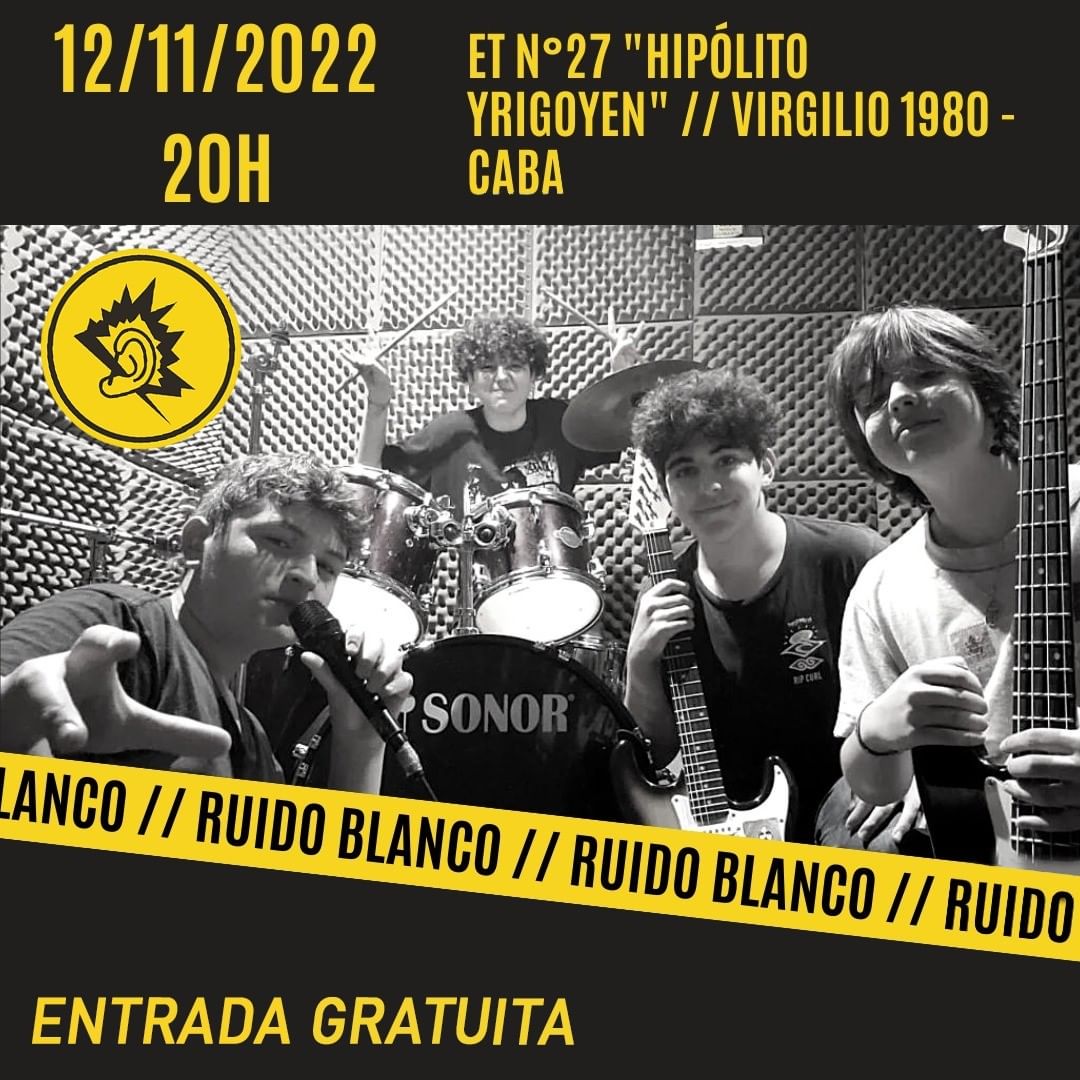 12/11/2022
20H
ET N°27 "HIPÓLITO
YRIGOYEN" // VIRGILIO 1980 -
CABA
SONOR
RIP CURL
LANCO // RUIDO BLANCO // RUIDO BLANCO // RUIDO
ENTRADA GRATUITA